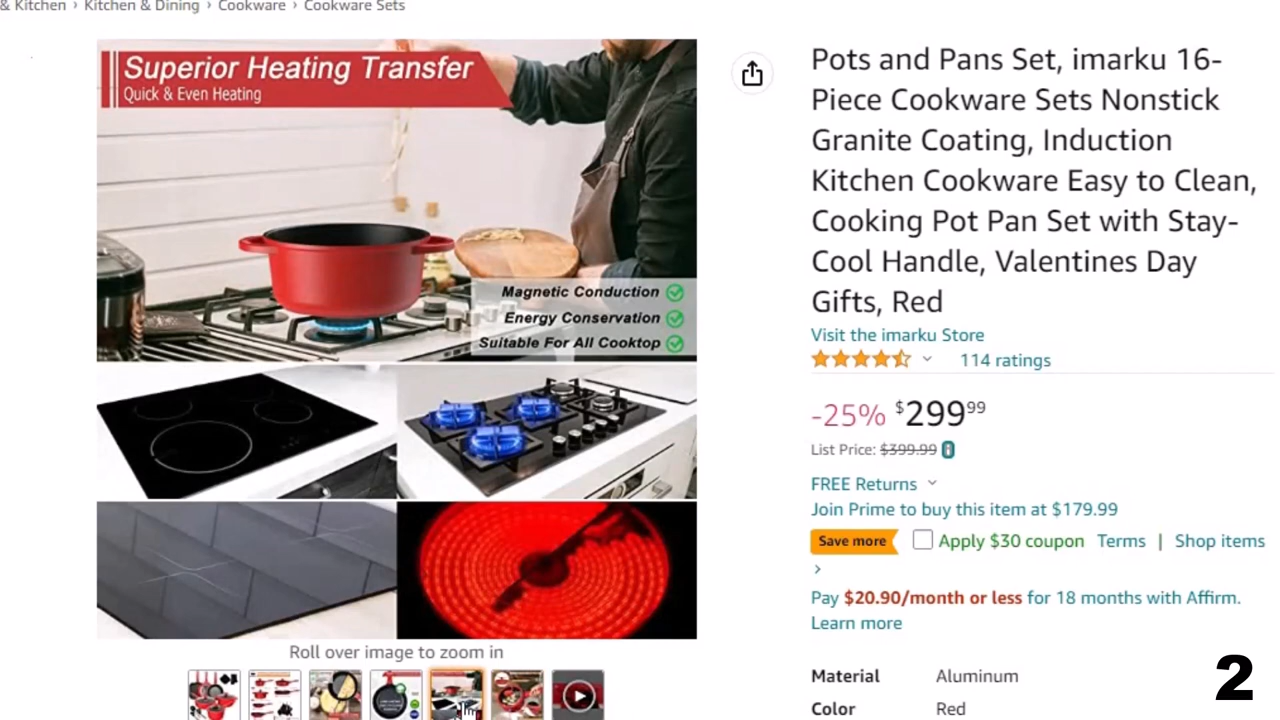 & Kitchen › Kitchen & Dining › Cookware › Cookware Sets
Superior Heating Transfer
Quick & Even Heating
Magnetic Conduction
Energy Conservation
Suitable For All Cooktop
Roll over image to zoom in
Pots and Pans Set, imarku 16-
Piece Cookware Sets Nonstick
Granite Coating, Induction
Kitchen Cookware Easy to Clean,
Cooking Pot Pan Set with Stay-
Cool Handle, Valentines Day
Gifts, Red
Visit the imarku Store
114 ratings
-25% $299.99
List Price: $399.99
FREE Returns
Join Prime to buy this item at $179.99
Save more Apply $30 coupon Terms | Shop items
›
Pay $20.90/month or less for 18 months with Affirm.
Learn more
Material Aluminum
Color Red
2